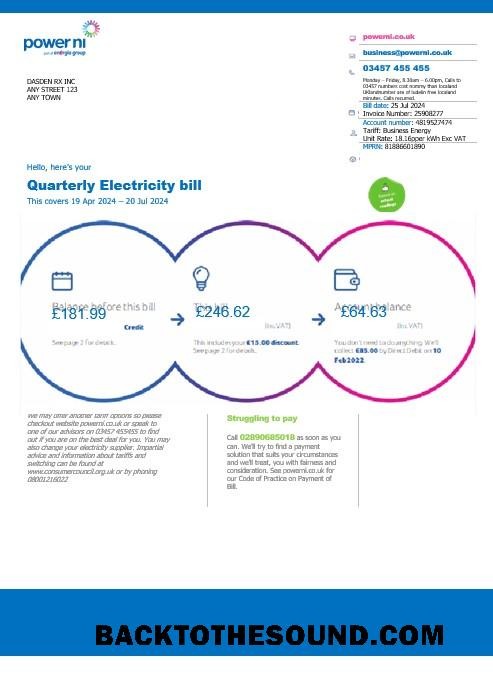 power ni
part of energia group
powerni.co.uk
business@powerni.co.uk
03457 455 455
Monday – Friday, 8.30am – 6.00pm, Calls to
03457 numbers cost nommy than localand
minutes. Calls recurred.
DASDEN RX INC
ANY STREET 123
ANY TOWN
Bill date: 25 Jul 2024
Invoice Number: 25908277
Account number: 4819527474
Tariff: Business Energy
Unit Rate: 18.16pper kWh Exc VAT
MPRN: 81886601890
Hello, here's your
Quarterly Electricity bill
This covers 19 Apr 2024 – 20 Jul 2024
actual
readings
Balance before this bill
£181.99
Credit
See page 2 for details.
This bill
£246.62
(Inc.VAT)
This includes your €15.00 discount.
See page 2 for details.
Account balance
£64.63
(Inc.VAT)
You don't need to do anything. We'll
collect €85.00 by Direct Debit on 10
Feb 2022.
We may offer another tariff options so please
checkout website powerni.co.uk or speak to
one of our advisors on 03457 455455 to find
out if you are on the best deal for you. You may
also change your electricity supplier. Impartial
advice and information about tariffs and
switching can be found at
www.consumercouncil.org.uk or by phoning
08001216022
Struggling to pay
Call 02890685018 as soon as you
can. We'll try to find a payment
solution that suits your circumstances
and we'll treat, you with fairness and
consideration. See powerni.co.uk for
our Code of Practice on Payment of
Bill.
BACKTOTHESOUND.COM